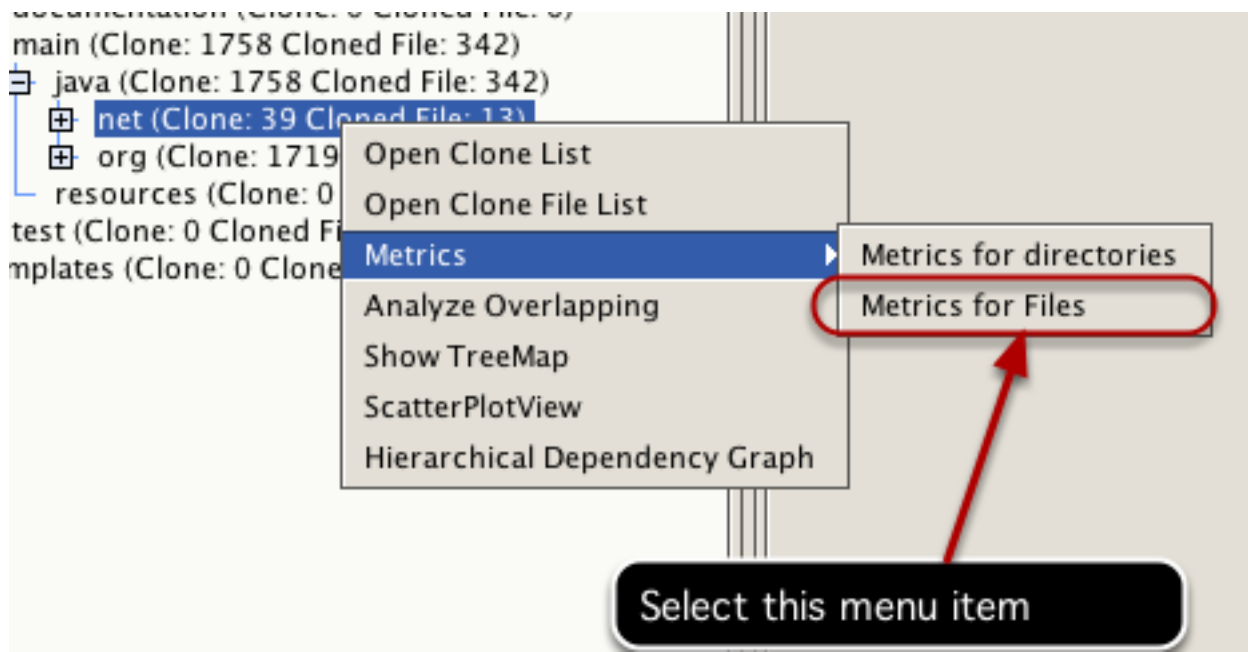 main (Clone: 1758 Cloned File: 342)
java (Clone: 1758 Cloned File: 342)
net (Clone: 39 Cloned File: 13)
org (Clone: 1719
resources (Clone: 0
test (Clone: 0 Cloned Fi
mplates (Clone: 0 Clone
Open Clone List
Open Clone File List
Metrics
Analyze Overlapping
Show TreeMap
ScatterPlotView
Hierarchical Dependency Graph
Metrics for directories
Metrics for Files
Select this menu item